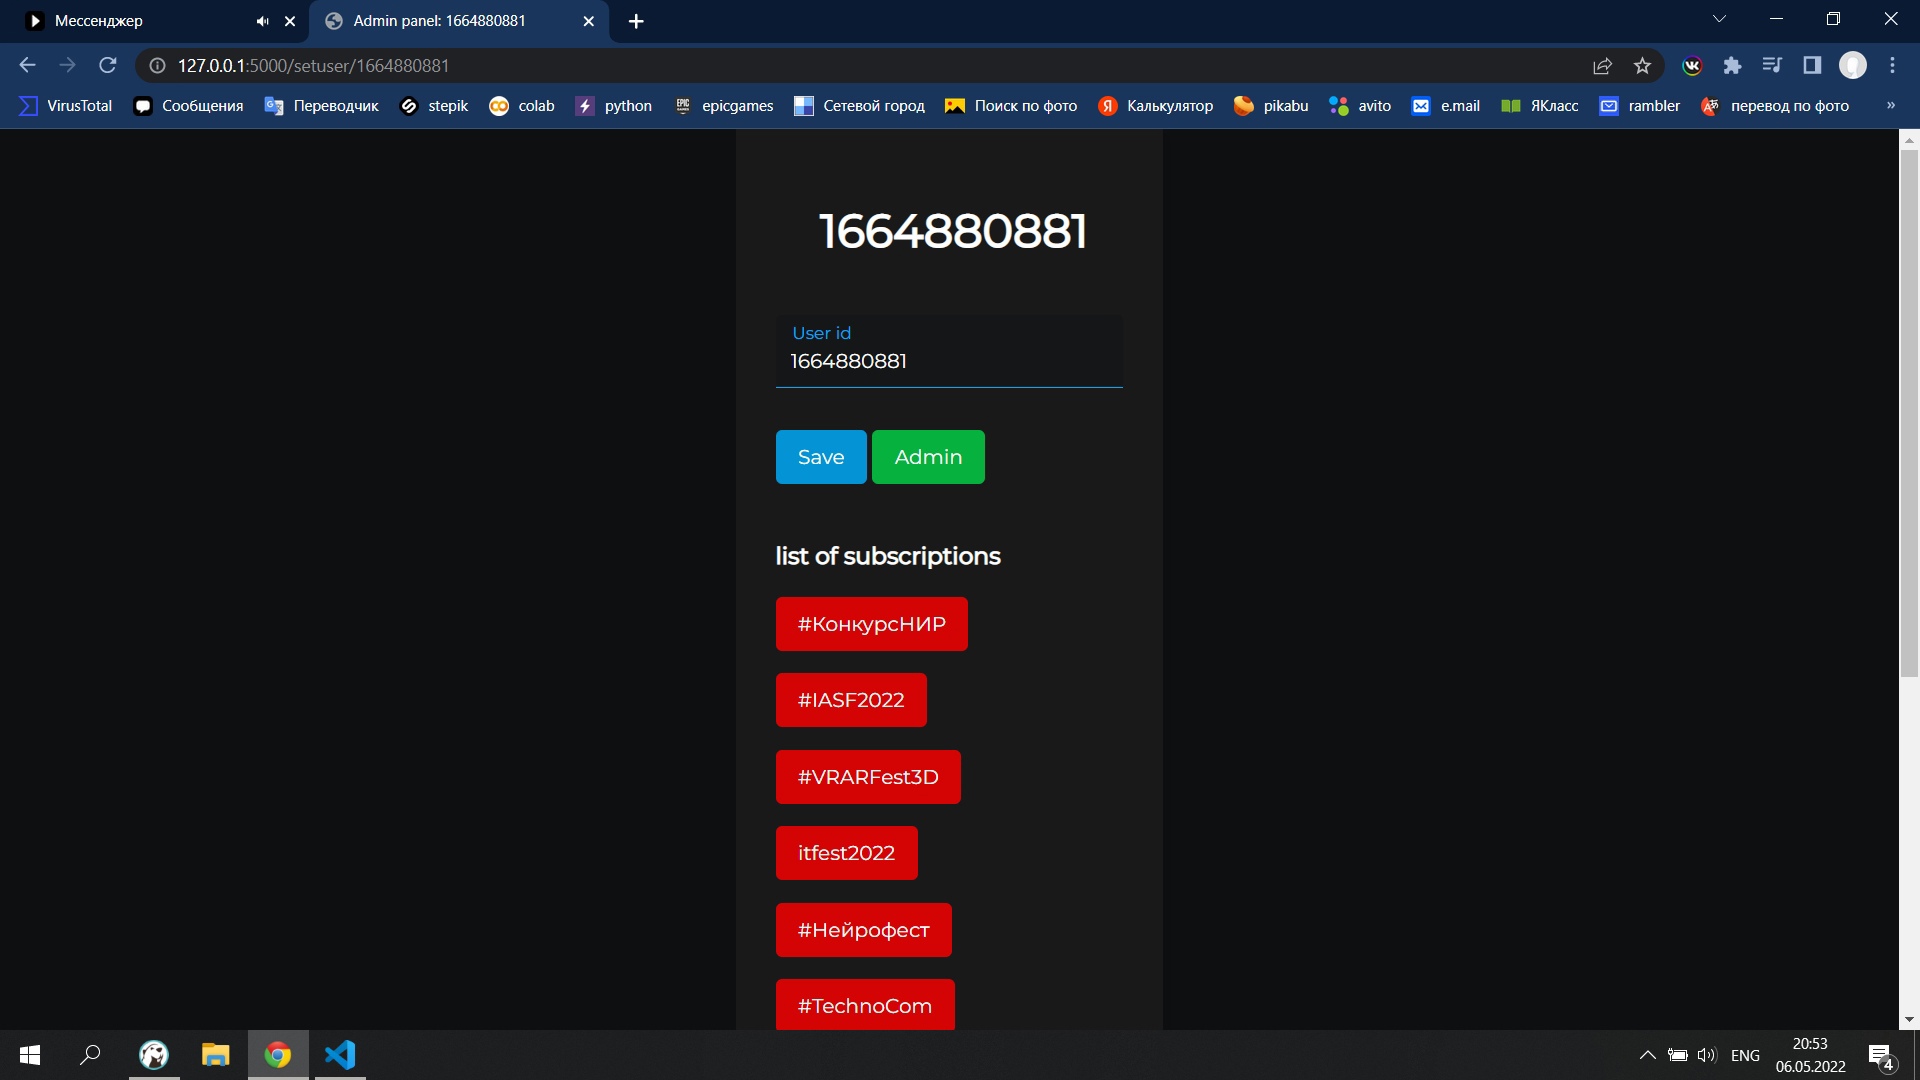 Мессенджер
Admin panel: 1664880881
127.0.0.1:5000/setuser/1664880881
VirusTotal Сообщения Переводчик stepik colab python epicgames Сетевой город Поиск по фото Калькулятор pikabu avito e.mail ЯКласс rambler перевод по фото »
1664880881
User id
1664880881
Save Admin
list of subscriptions
#КонкурсНИР
#IASF2022
#VRARFest3D
itfest2022
#Нейрофест
#TechnoCom
ENG
20:53
06.05.2022
4